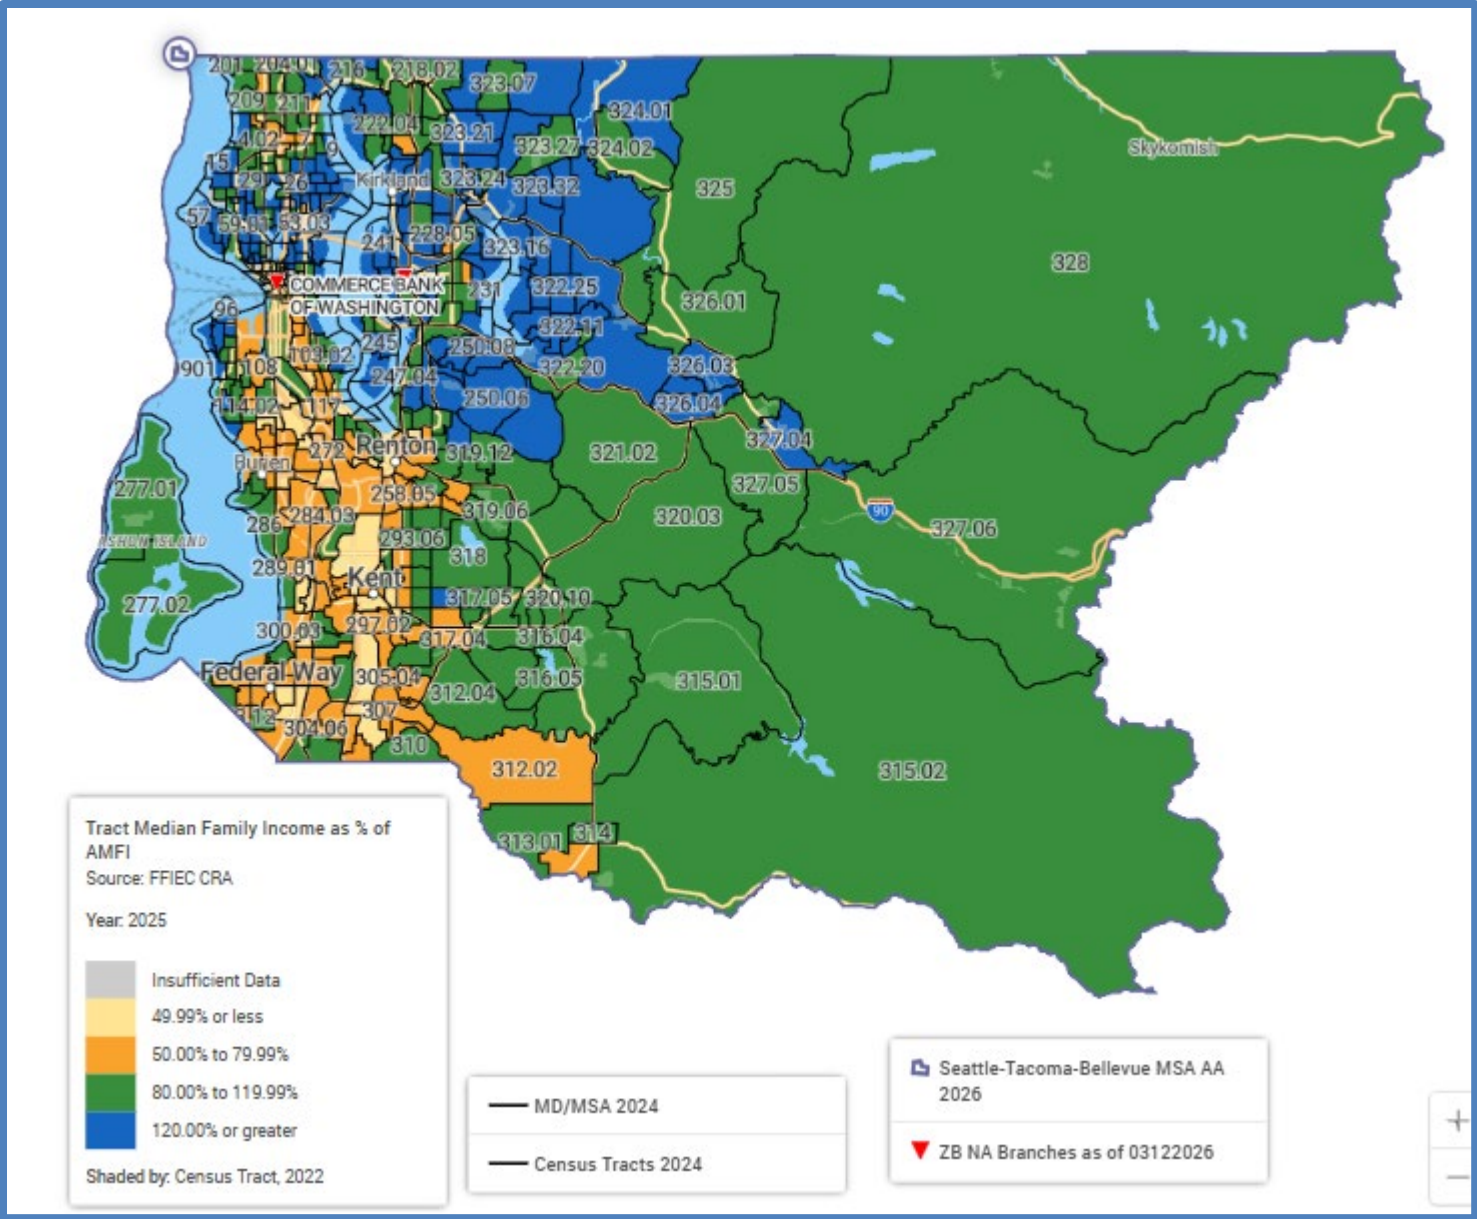 201 204.01 216 218.02 323.07
209 211 222.04 323.21 324.01
4.02 7 9 323.27 324.02
Skykomish
15 29 26 Kirkland 323.24 323.32 325
57 59.01 53.03 241 228.05 323.16
328
COMMERCE BANK
OF WASHINGTON
231 322.25 326.01
96 322.11
103.02 245 250.08
901 108 247.04 322.20 326.03
114.02 117 250.06 326.04
272 Renton 319.12 321.02 327.04
Burien
277.01 258.05 327.05
286 284.03 319.06 320.03 90 327.06
ASHON ISLAND 293.06 318
289.01 Kent
277.02 317.05 320.10
300.03 297.02 317.04 316.04
Federal Way 305.04 312.04 316.05 315.01
12 304.06 307 310
312.02 315.02
313.01 314
Tract Median Family Income as % of
AMFI
Source: FFIEC CRA
Year: 2025
Insufficient Data
49.99% or less
50.00% to 79.99%
80.00% to 119.99%
120.00% or greater
Shaded by: Census Tract, 2022
MD/MSA 2024
Census Tracts 2024
Seattle-Tacoma-Bellevue MSA AA
2026
ZB NA Branches as of 03122026
+
−